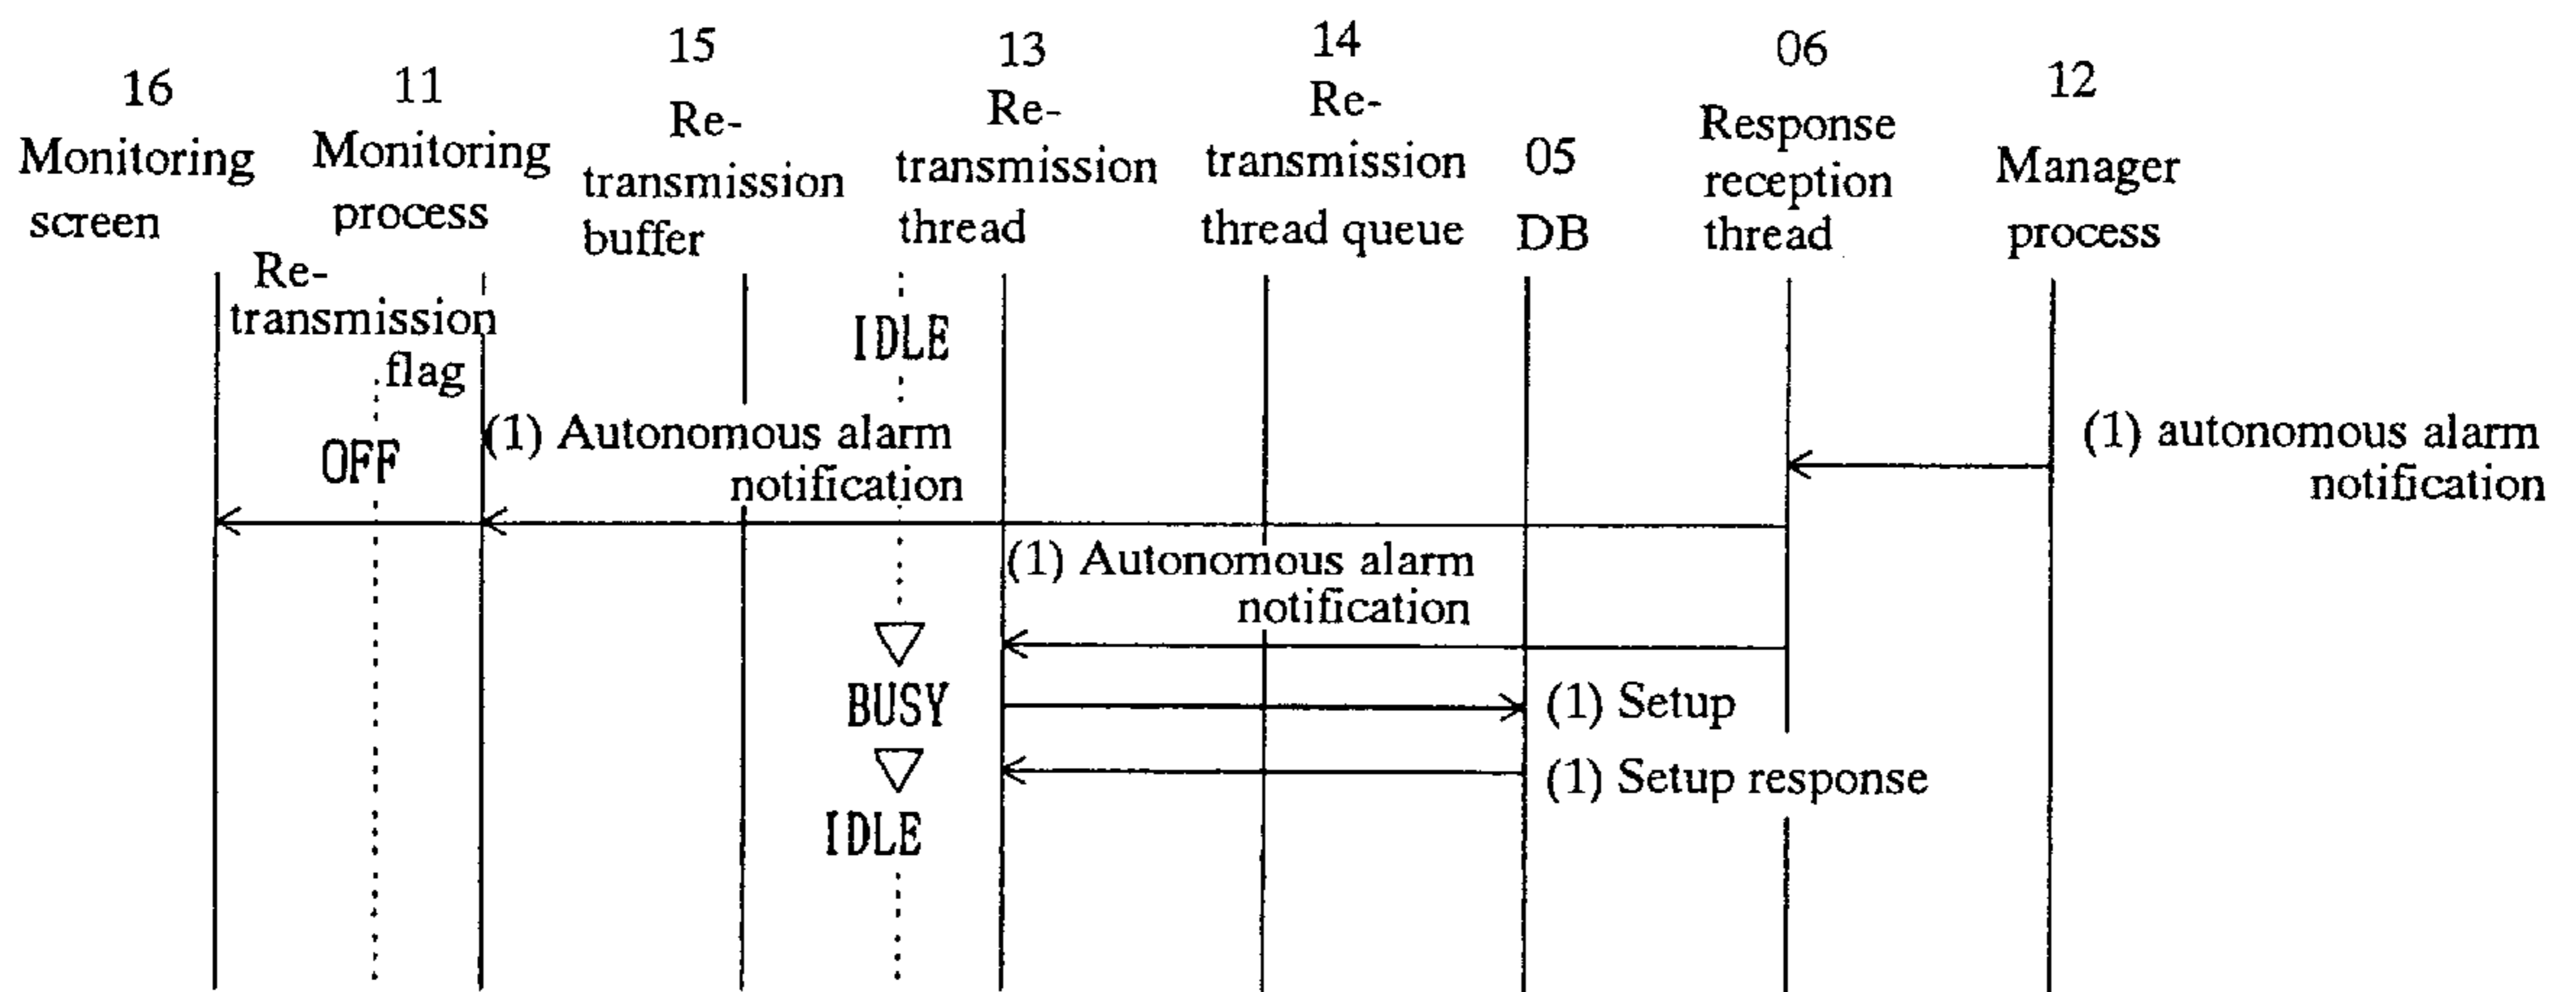 16
Monitoring
screen
11
Monitoring
process
15
Re-
transmission
buffer
13
Re-
transmission
thread
14
Re-
transmission
thread queue
05
DB
06
Response
reception
thread
12
Manager
process
Re-
transmission
flag
IDLE
OFF
(1) Autonomous alarm
notification
(1) autonomous alarm
notification
(1) Autonomous alarm
notification
BUSY
(1) Setup
(1) Setup response
IDLE